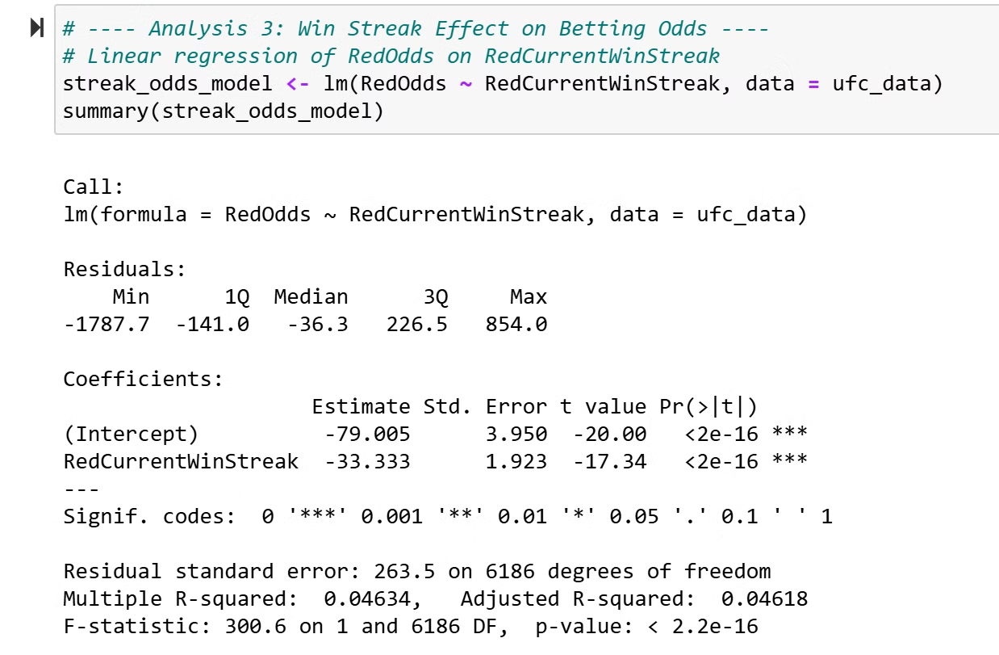 # ---- Analysis 3: Win Streak Effect on Betting Odds ----
# Linear regression of RedOdds on RedCurrentWinStreak
streak_odds_model <- lm(RedOdds ~ RedCurrentWinStreak, data = ufc_data)
summary(streak_odds_model)
Call:
lm(formula = RedOdds ~ RedCurrentWinStreak, data = ufc_data)
Residuals:
    Min      1Q  Median      3Q     Max
-1787.7  -141.0   -36.3   226.5   854.0
Coefficients:
                    Estimate Std. Error t value Pr(>|t|)
(Intercept)          -79.005      3.950  -20.00   <2e-16 ***
RedCurrentWinStreak  -33.333      1.923  -17.34   <2e-16 ***
---
Signif. codes:  0 '***' 0.001 '**' 0.01 '*' 0.05 '.' 0.1 ' ' 1
Residual standard error: 263.5 on 6186 degrees of freedom
Multiple R-squared:  0.04634,   Adjusted R-squared:  0.04618
F-statistic: 300.6 on 1 and 6186 DF,  p-value: < 2.2e-16